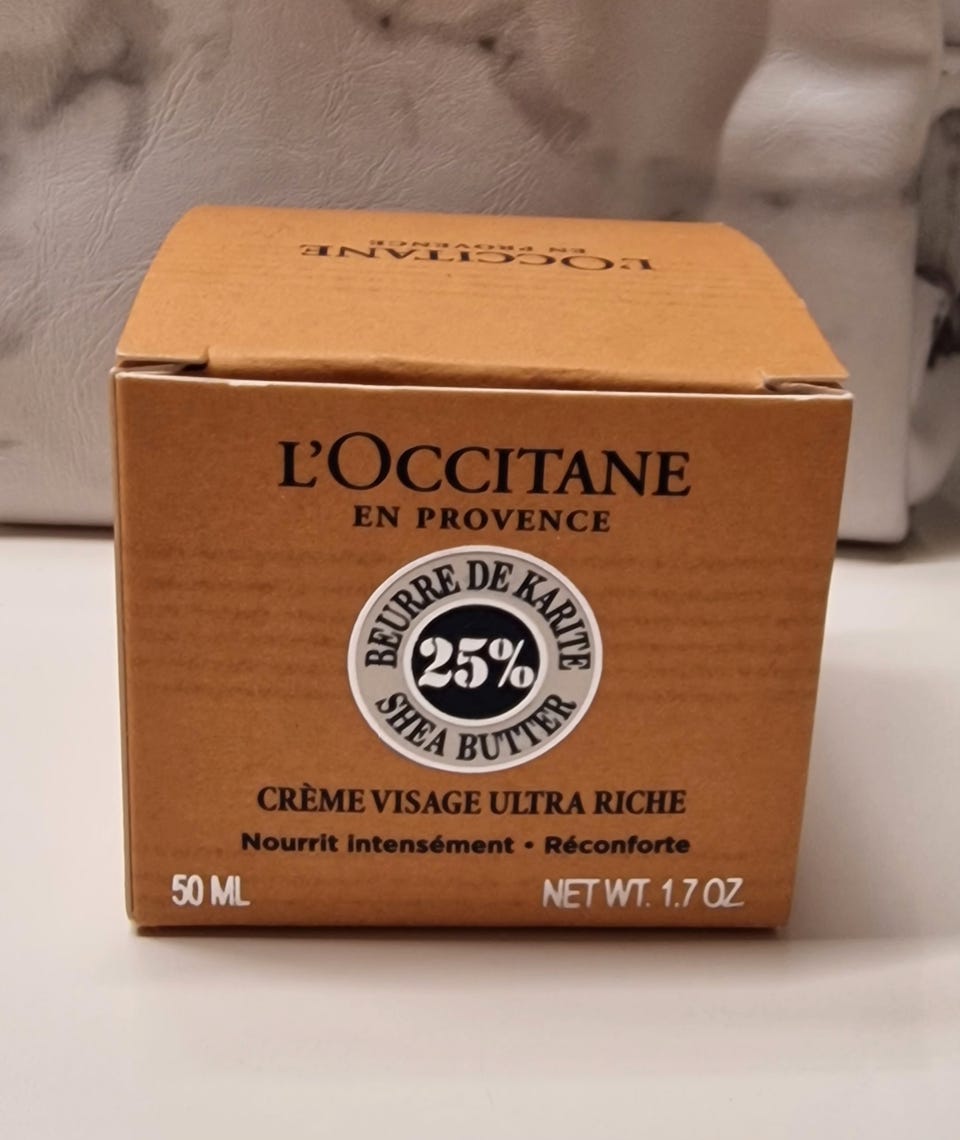 L'OCCITANE
EN PROVENCE
L'OCCITANE
EN PROVENCE
BEURRE DE KARITE
25%
SHEA BUTTER
CRÈME VISAGE ULTRA RICHE
Nourrit intensément • Réconforte
50 ML
NET WT. 1.7 OZ